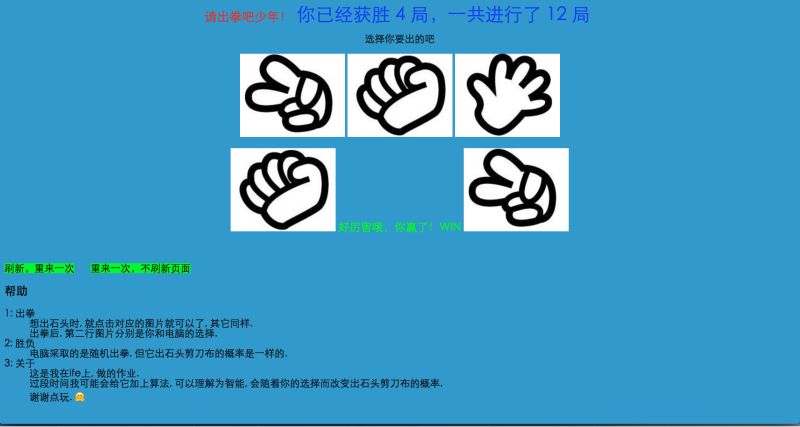 请出拳吧少年！ 你已经获胜 4 局，一共进行了 12 局
选择你要出的吧
好厉害哦，你赢了！WIN
刷新，重来一次 重来一次，不刷新页面
帮助
1: 出拳
想出石头时, 就点击对应的图片就可以了, 其它同样.
出拳后, 第二行图片分别是你和电脑的选择.
2: 胜负
电脑采取的是随机出拳, 但它出石头剪刀布的概率是一样的.
3: 关于
这是我在ife上, 做的作业.
过段时间我可能会给它加上算法, 可以理解为智能, 会随着你的选择而改变出石头剪刀布的概率.
谢谢点玩. 🤗